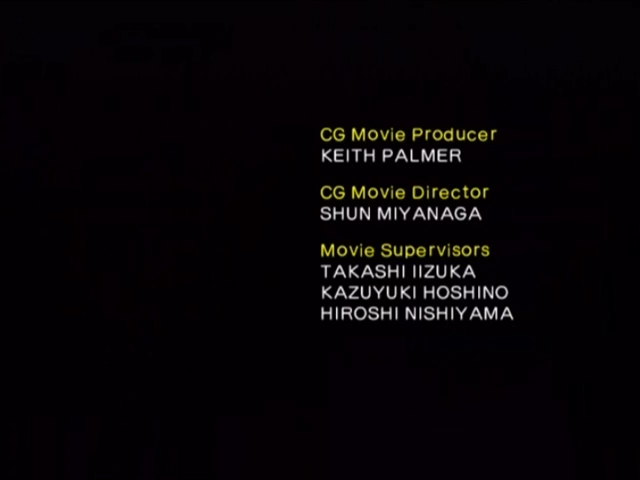 CG Movie Producer
KEITH PALMER
CG Movie Director
SHUN MIYANAGA
Movie Supervisors
TAKASHI IIZUKA
KAZUYUKI HOSHINO
HIROSHI NISHIYAMA